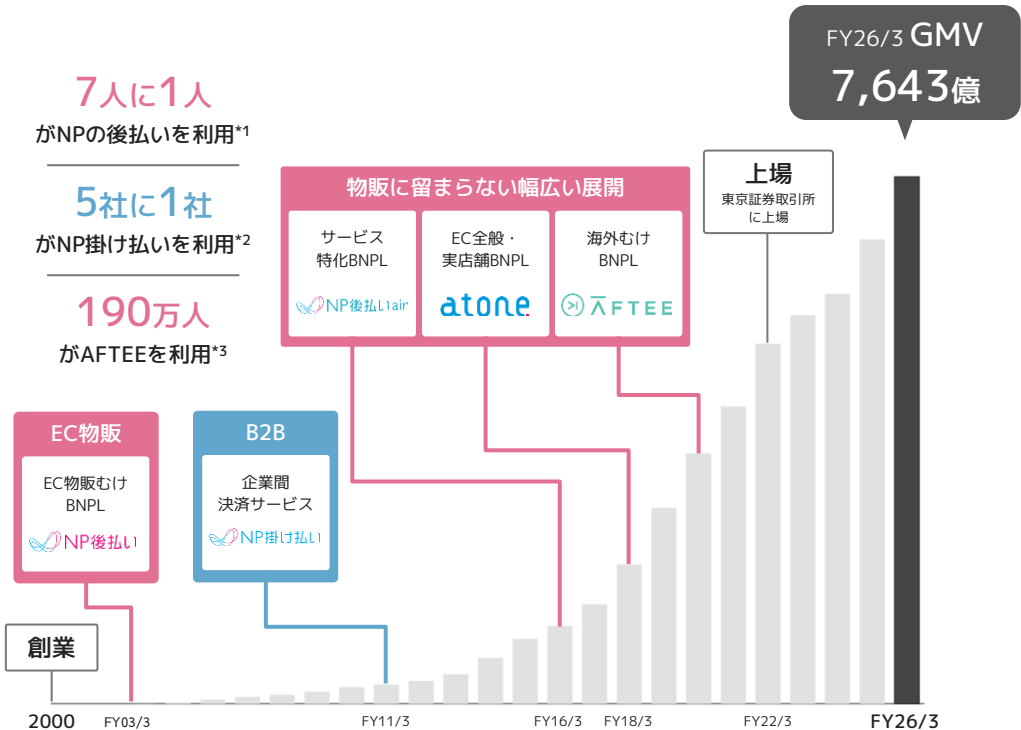 FY26/3 GMV
7,643億
7人に1人
がNPの後払いを利用*1
5社に1社
がNP掛け払いを利用*2
190万人
がAFTEEを利用*3
物販に留まらない幅広い展開
サービス
特化BNPL
NP後払いair
EC全般・
実店舗BNPL
atone
海外むけ
BNPL
AFTEE
上場
東京証券取引所
に上場
EC物販
EC物販むけ
BNPL
NP後払い
B2B
企業間
決済サービス
NP掛け払い
創業
2000
FY03/3
FY11/3
FY16/3
FY18/3
FY22/3
FY26/3